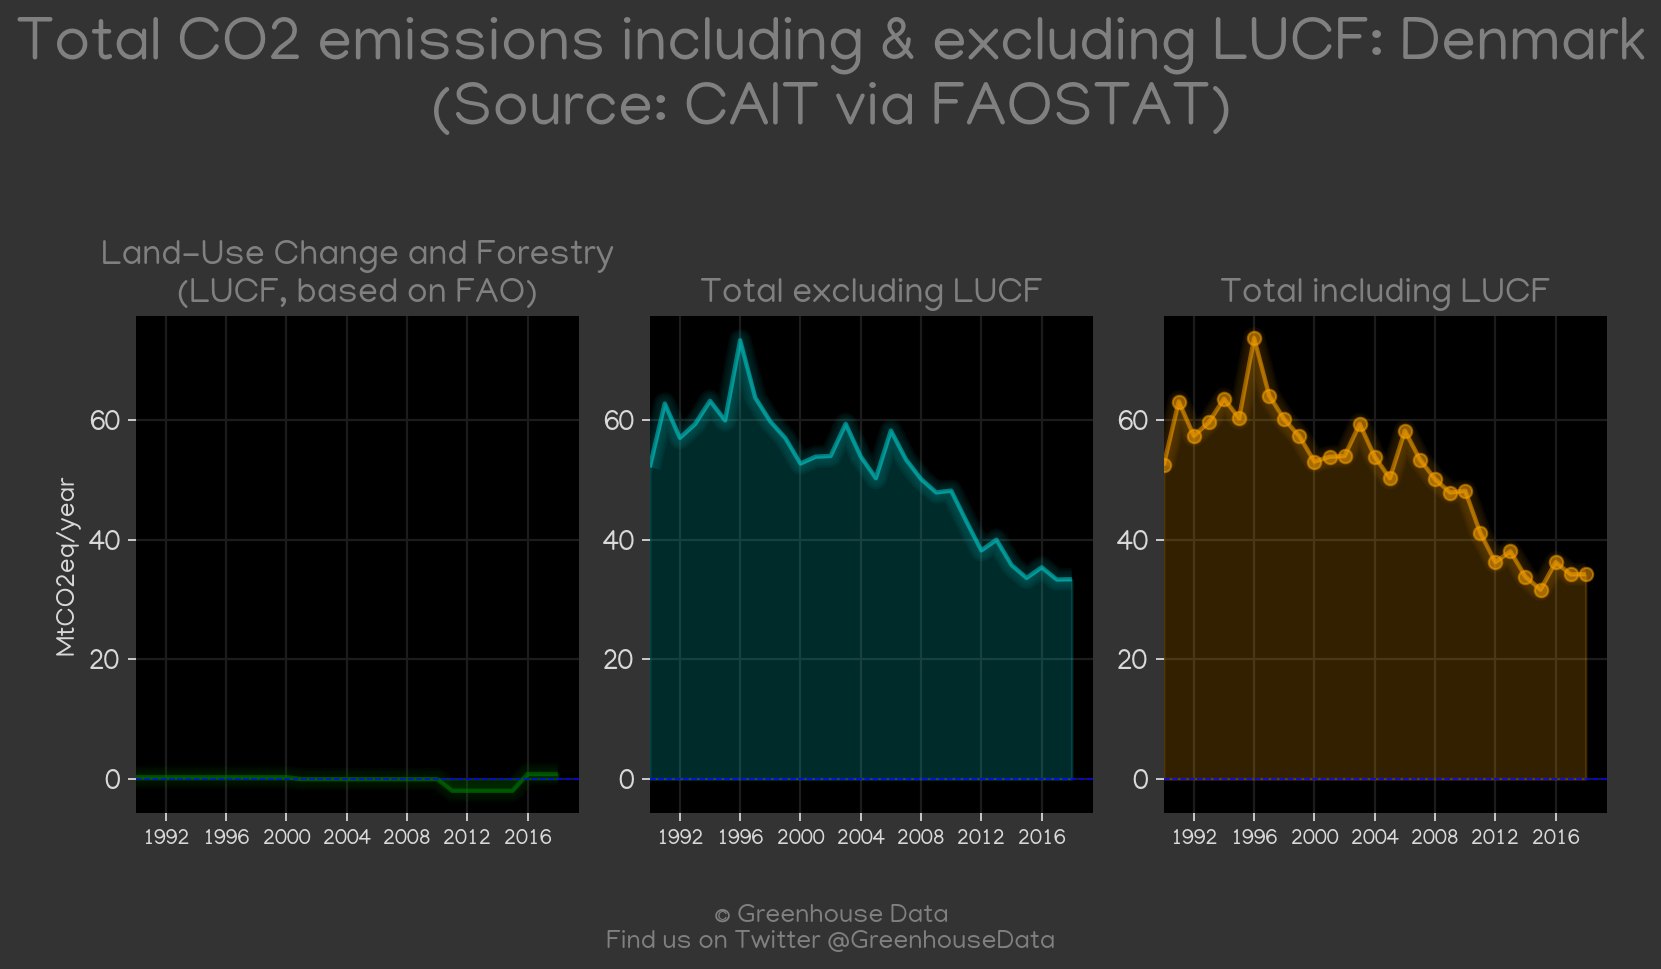 Total CO2 emissions including & excluding LUCF: Denmark
(Source: CAIT via FAOSTAT)
Land-Use Change and Forestry
(LUCF, based on FAO)
Total excluding LUCF
Total including LUCF
MtCO2eq/year
60
40
20
0
1992 1996 2000 2004 2008 2012 2016
60
40
20
0
1992 1996 2000 2004 2008 2012 2016
60
40
20
0
1992 1996 2000 2004 2008 2012 2016
© Greenhouse Data
Find us on Twitter @GreenhouseData